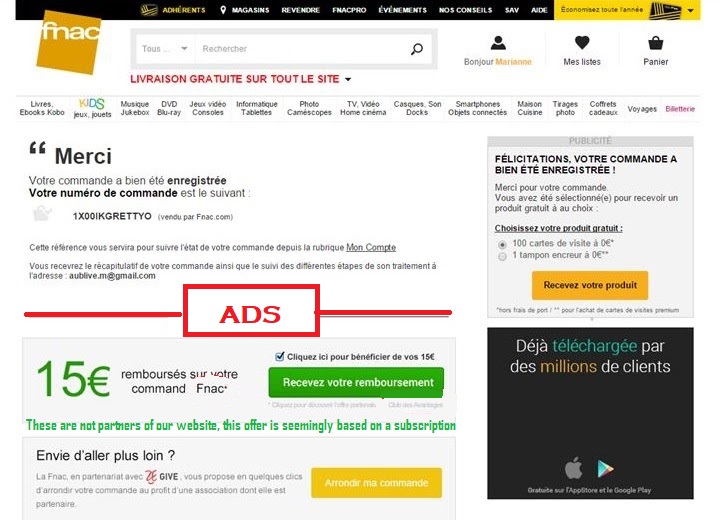 fnac
ADHÉRENTS MAGASINS REVENDRE FNACPRO ÉVÉNEMENTS NOS CONSEILS SAV AIDE Économisez toute l'année
Tous ... Rechercher
LIVRAISON GRATUITE SUR TOUT LE SITE
Bonjour Marianne
Mes listes
Panier
Livres, Ebooks Kobo
KIDS jeux, jouets
Musique Jukebox
DVD Blu-ray
Jeux vidéo Consoles
Informatique Tablettes
Photo Caméscopes
TV, Vidéo Home cinéma
Casques, Son Docks
Smartphones Objets connectés
Maison Cuisine
Tirages photo
Coffrets cadeaux
Voyages
Billetterie
“ Merci
Votre commande a bien été enregistrée
Votre numéro de commande est le suivant :
1X00IKGRETTYO (vendu par Fnac.com)
Cette référence vous servira pour suivre l'état de votre commande depuis la rubrique Mon Compte
Vous recevrez le récapitulatif de votre commande ainsi que le suivi des différentes étapes de son traitement à
l'adresse : aublive.m@gmail.com
PUBLICITÉ
FÉLICITATIONS, VOTRE COMMANDE A
BIEN ÉTÉ ENREGISTRÉE !
Merci pour votre commande.
Vous avez été sélectionné(e) pour recevoir un
produit gratuit à au choix :
Choisissez votre produit gratuit :
100 cartes de visite à 0€*
1 tampon encreur à 0€**
Recevez votre produit
*hors frais de port / ** pour l'achat de cartes de visites premium
ADS
15€
remboursés sur votre
command Fnac*
Cliquez ici pour bénéficier de vos 15€
Recevez votre remboursement
* Cliquez pour découvrir l'offre partenaire Club des Avantages
These are not partners of our website, this offer is seemingly based on a subscription
Envie d'aller plus loin ?
La Fnac, en partenariat avec GIVE, vous propose en quelques clics
d'arrondir votre commande au profit d'une association dont elle est
partenaire.
Arrondir ma commande
Déjà téléchargée par
des millions de clients
Gratuite sur l'AppStore et le Google Play